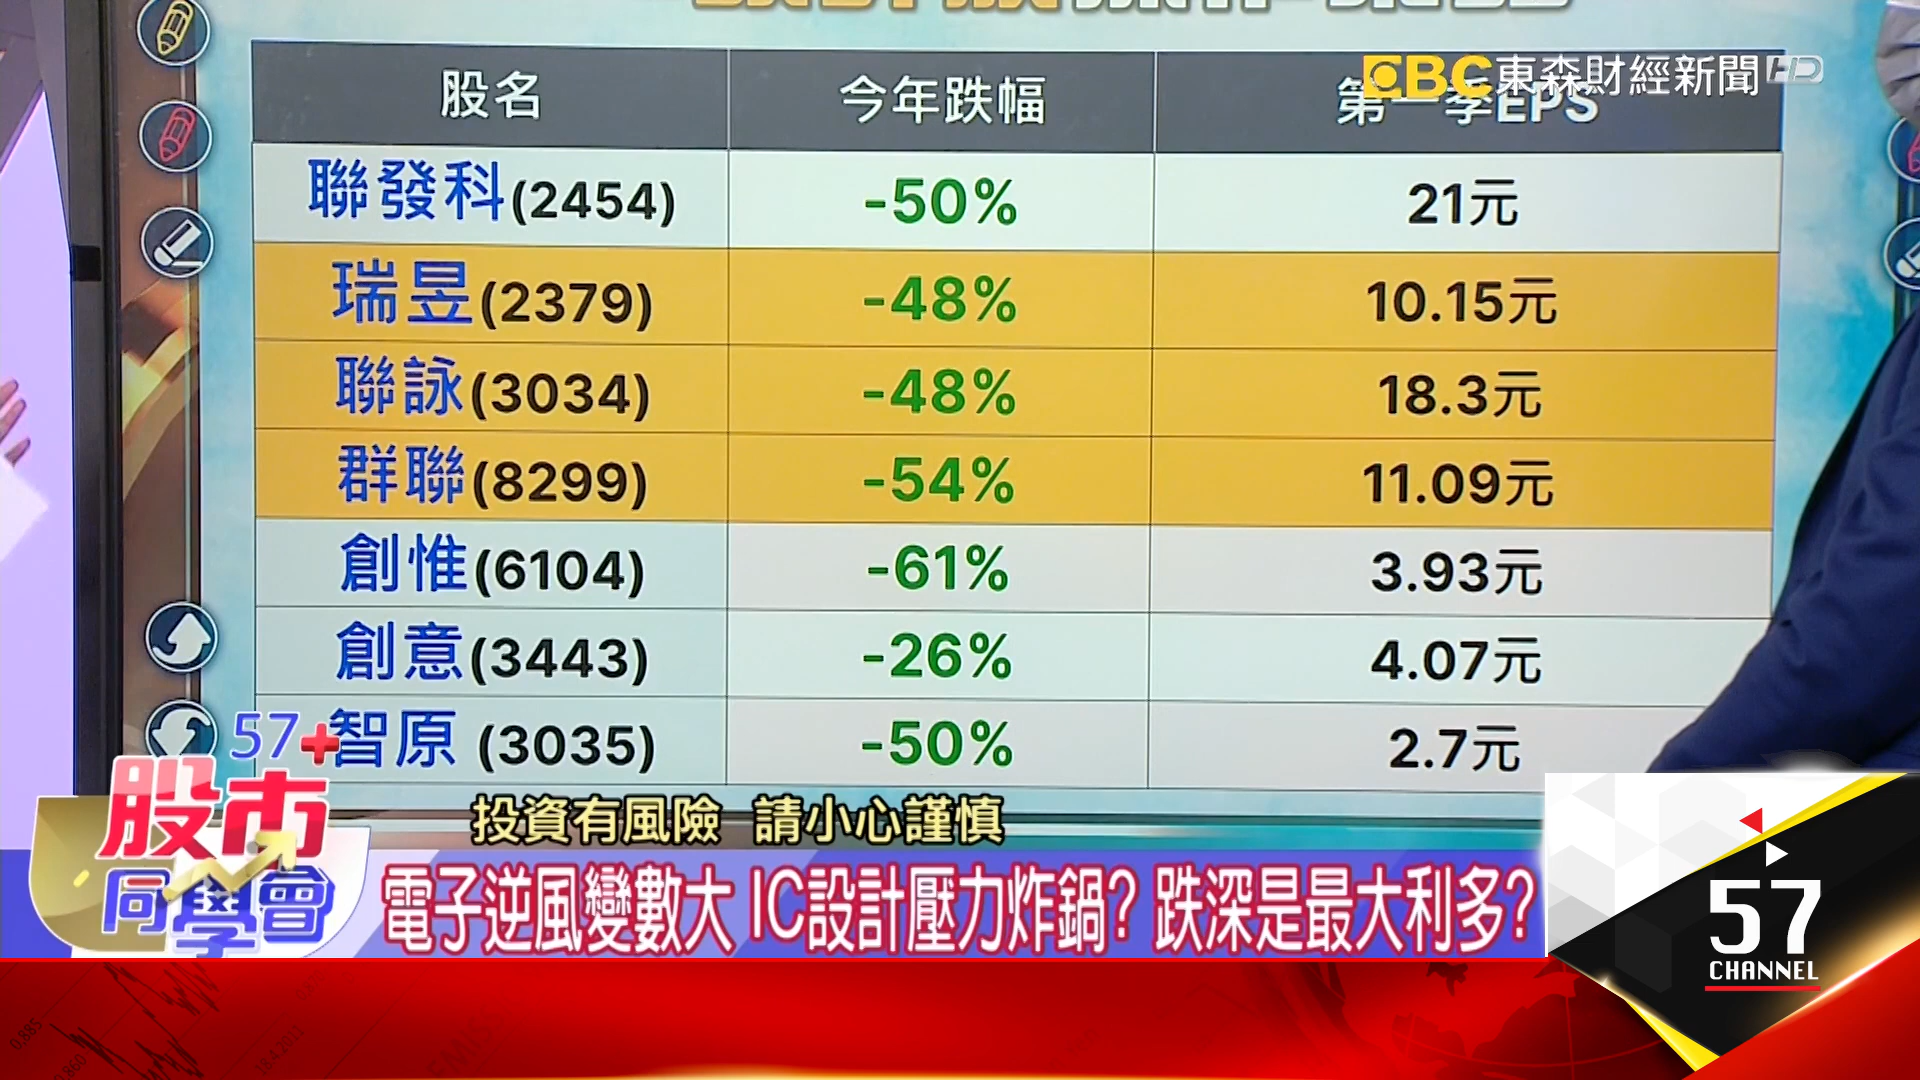 EBC 東森財經新聞 HD
股名 今年跌幅 第一季EPS
聯發科(2454) -50% 21元
瑞昱(2379) -48% 10.15元
聯詠(3034) -48% 18.3元
群聯(8299) -54% 11.09元
創惟(6104) -61% 3.93元
創意(3443) -26% 4.07元
智原(3035) -50% 2.7元
57+
股市
同學會
投資有風險 請小心謹慎
電子逆風變數大 IC設計壓力炸鍋? 跌深是最大利多?
57
CHANNEL